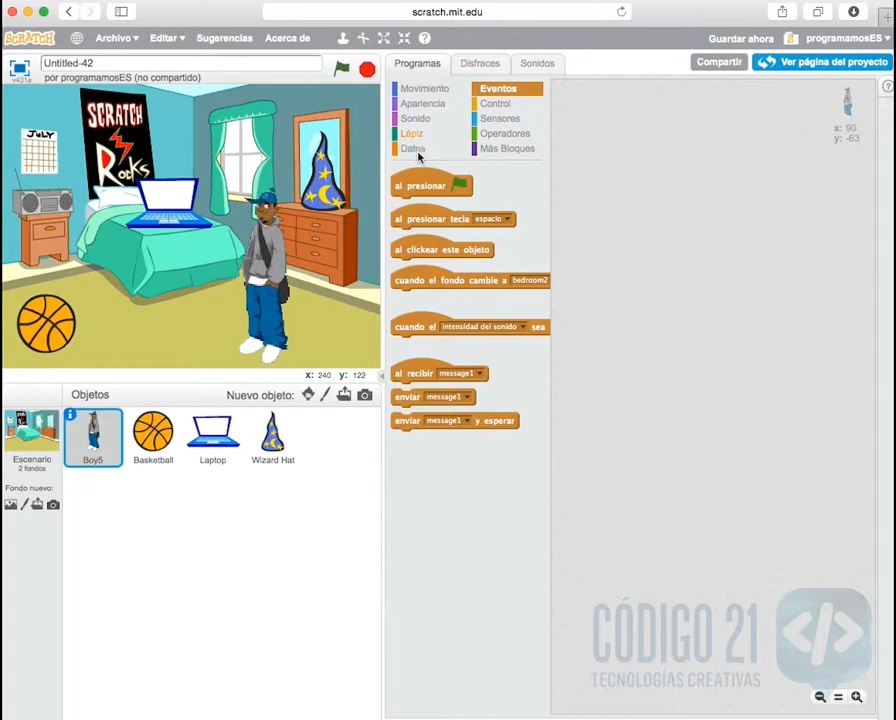 scratch.mit.edu
SCRATCH
Archivo
Editar
Sugerencias
Acerca de
Guardar ahora
programamosES
Untitled-42
por programamosES (no compartido)
v431a
Programas
Disfraces
Sonidos
Compartir
Ver página del proyecto
Movimiento
Apariencia
Sonido
Lápiz
Datos
Eventos
Control
Sensores
Operadores
Más Bloques
JULY
SCRATCH
Rocks
x: 90
y: -63
al presionar
al presionar tecla espacio
al clickear este objeto
cuando el fondo cambie a bedroom2
cuando el intensidad del sonido sea
al recibir message1
enviar message1
enviar message1 y esperar
x: 240 y: 122
Objetos
Nuevo objeto:
Escenario
2 fondos
Fondo nuevo:
Boy5
Basketball
Laptop
Wizard Hat
CÓDIGO 21
TECNOLOGÍAS CREATIVAS